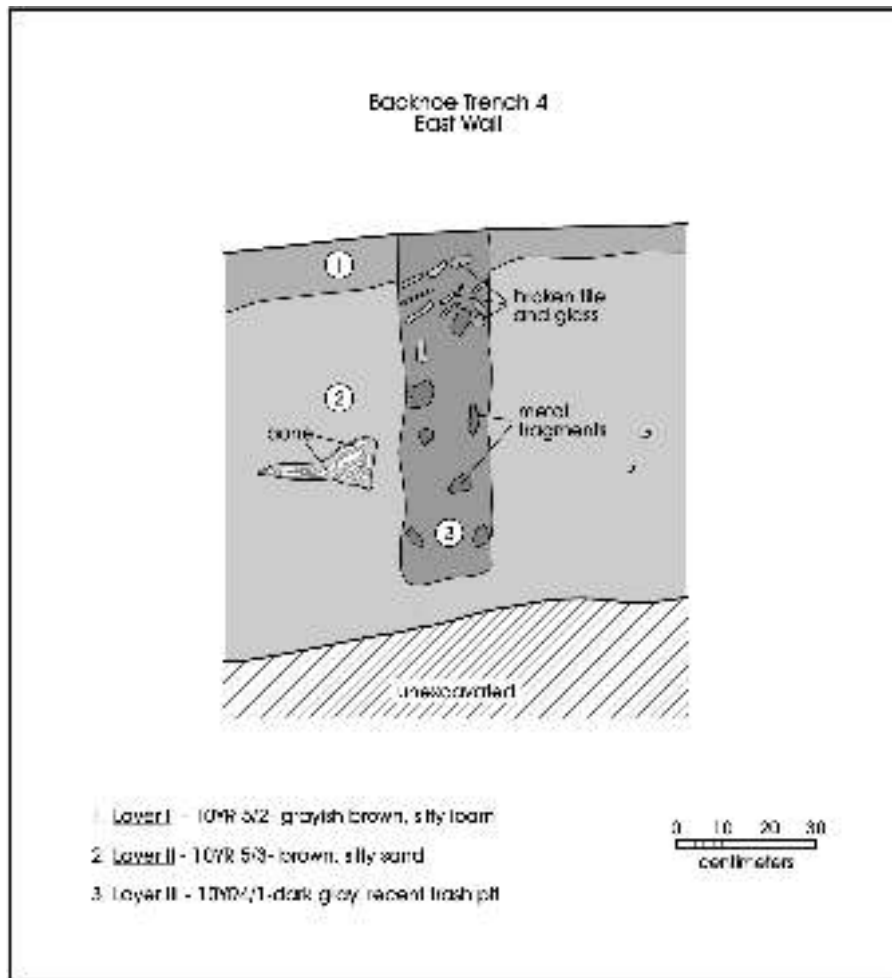 Backhoe Trench 4
East Wall
1
broken tile
and glass
2
bone
metal
fragments
3
unexcavated
1 Layer I - 10YR 5/2- grayish brown, silty loam
2 Layer II - 10YR 5/3- brown, silty sand
3 Layer III - 10YR4/1-dark gray, recent trash pit
0 10 20 30
centimeters